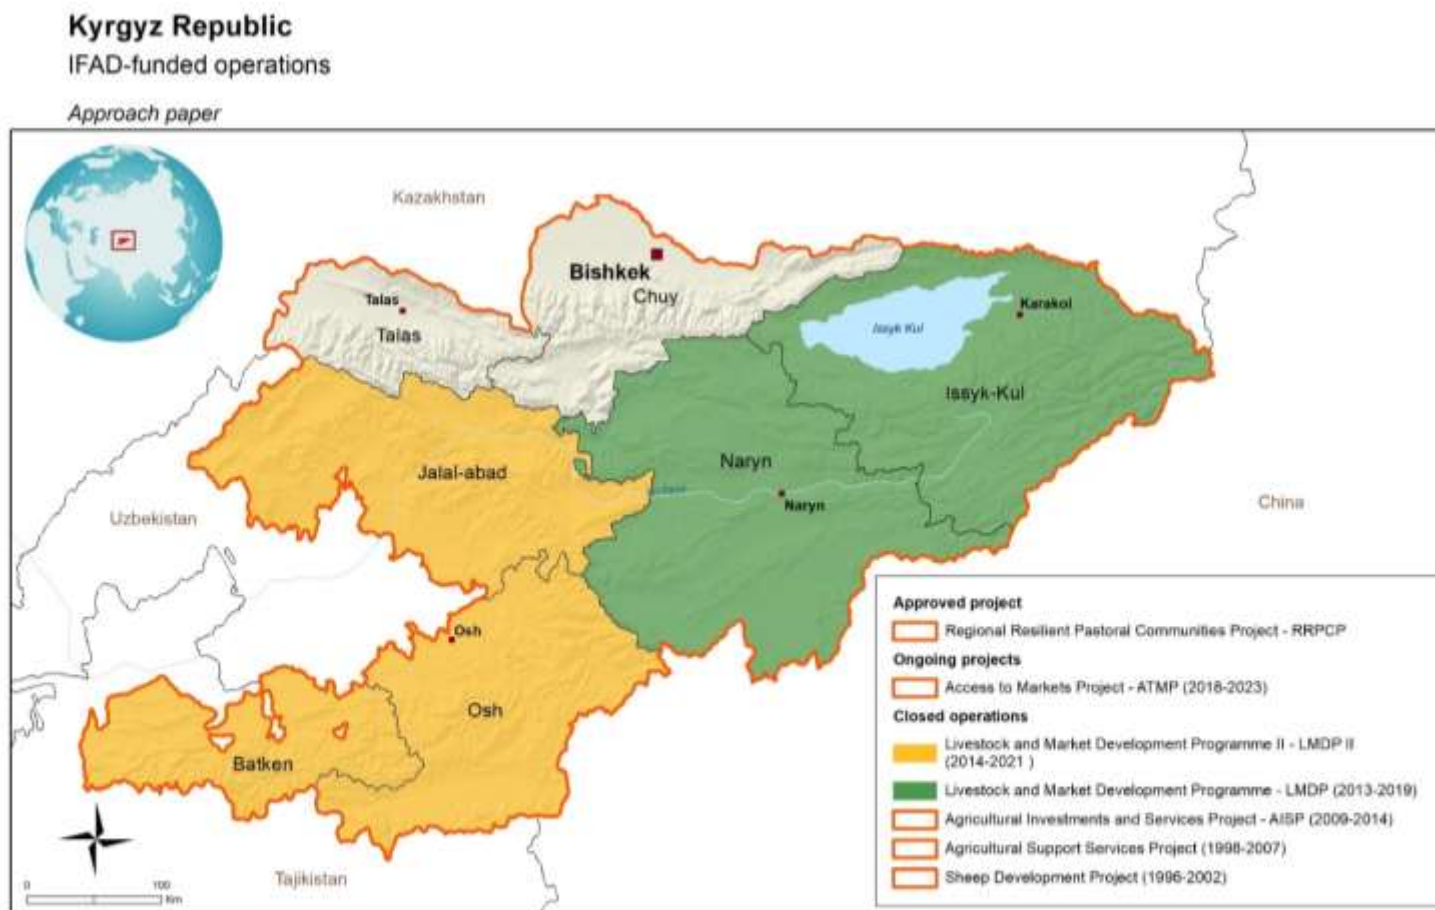 Kyrgyz Republic
IFAD-funded operations
Approach paper
Kazakhstan
Bishkek
Chuy
Talas
Talas
Issyk Kul
Karakol
Issyk-Kul
Jalal-abad
Naryn
Naryn
Uzbekistan
China
Osh
Osh
Batken
Tajikistan
0 100
Km
Approved project
Regional Resilient Pastoral Communities Project - RRPCP
Ongoing projects
Access to Markets Project - ATMP (2018-2023)
Closed operations
Livestock and Market Development Programme II - LMDP II
(2014-2021 )
Livestock and Market Development Programme - LMDP (2013-2019)
Agricultural Investments and Services Project - AISP (2009-2014)
Agricultural Support Services Project (1998-2007)
Sheep Development Project (1996-2002)